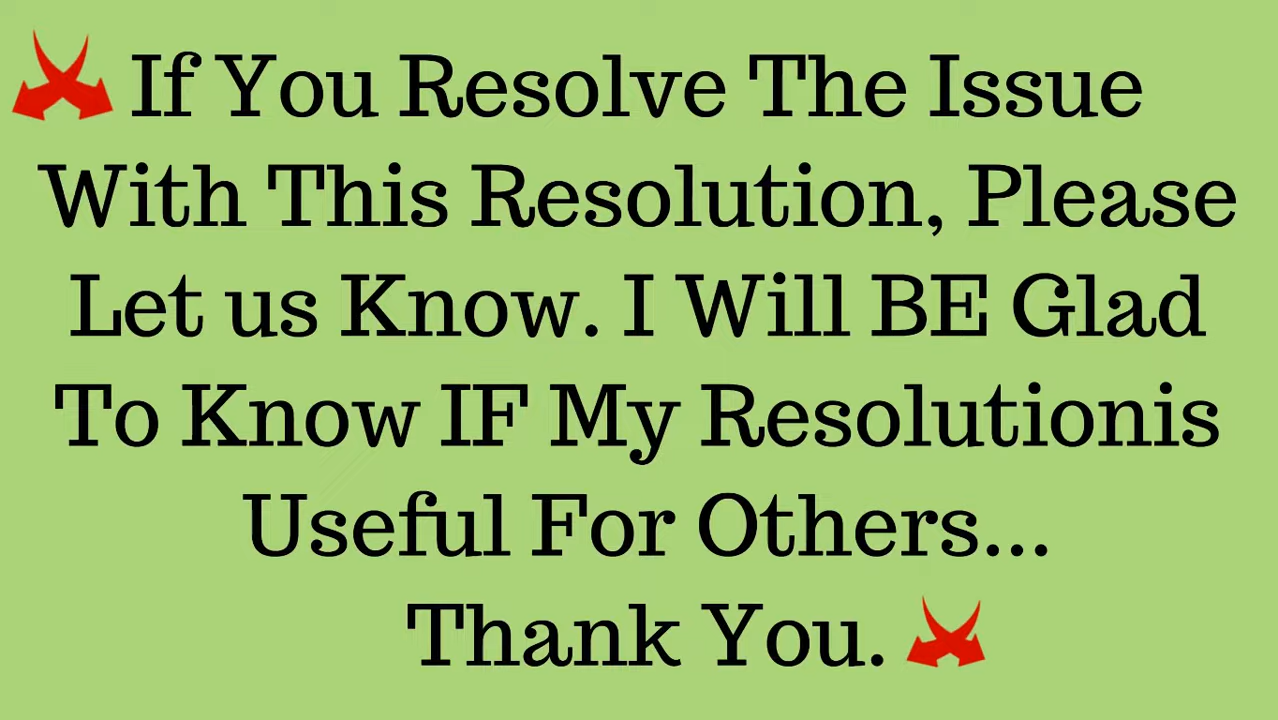 If You Resolve The Issue
With This Resolution, Please
Let us Know. I Will BE Glad
To Know IF My Resolutionis
Useful For Others...
Thank You.